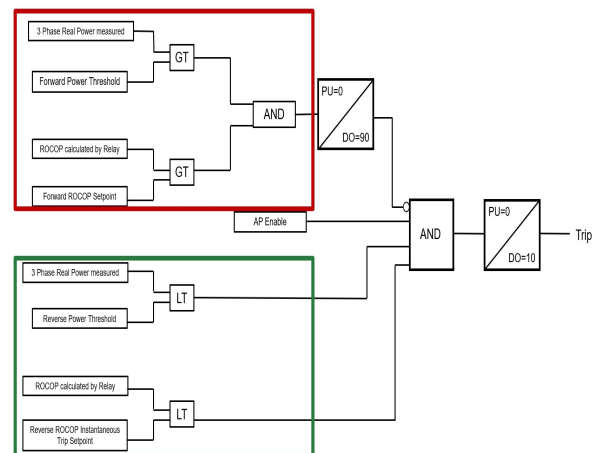 3 Phase Real Power measured
GT
Forward Power Threshold
AND
PU=0
DO=90
ROCOP calculated by Relay
GT
Forward ROCOP Setpoint
AP Enable
AND
PU=0
DO=10
Trip
3 Phase Real Power measured
LT
Reverse Power Threshold
ROCOP calculated by Relay
LT
Reverse ROCOP Instantaneous
Trip Setpoint